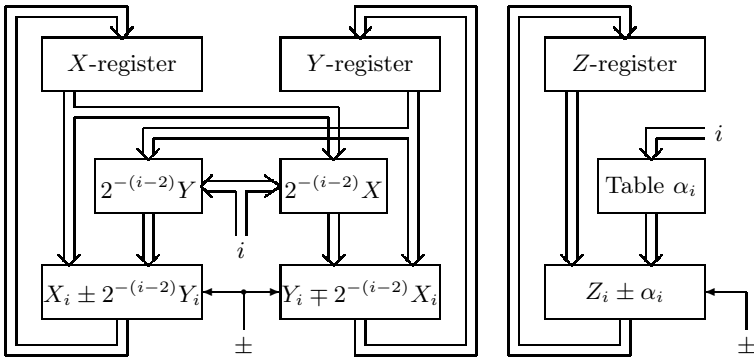 X-register
Y-register
Z-register
i
2^{-(i-2)}Y
2^{-(i-2)}X
Table α_i
i
X_i ± 2^{-(i-2)}Y_i
Y_i ∓ 2^{-(i-2)}X_i
Z_i ± α_i
±
±